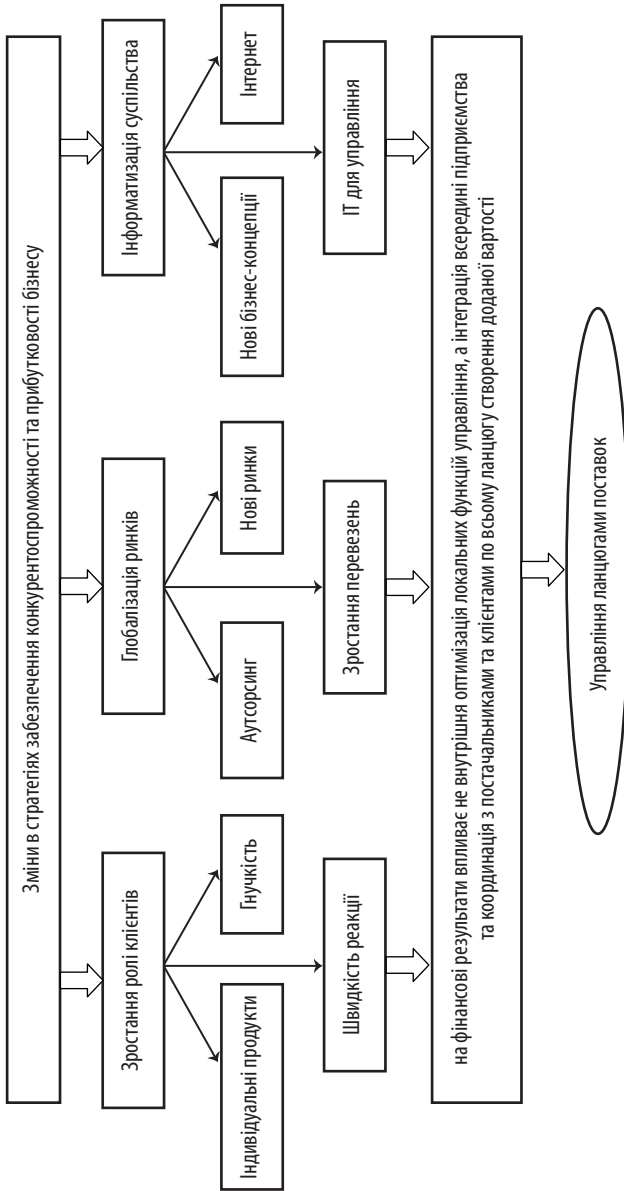 Зміни в стратегіях забезпечення конкурентоспроможності та прибутковості бізнесу
Зростання ролі клієнтів
Глобалізація ринків
Інформатизація суспільства
Індивідуальні продукти
Гнучкість
Аутсорсинг
Нові ринки
Нові бізнес-концепції
Інтернет
Швидкість реакції
Зростання перевезень
ІТ для управління
на фінансові результати впливає не внутрішня оптимізація локальних функцій управління, а інтеграція всередині підприємства
та координація з постачальниками та клієнтами по всьому ланцюгу створення доданої вартості
Управління ланцюгами поставок